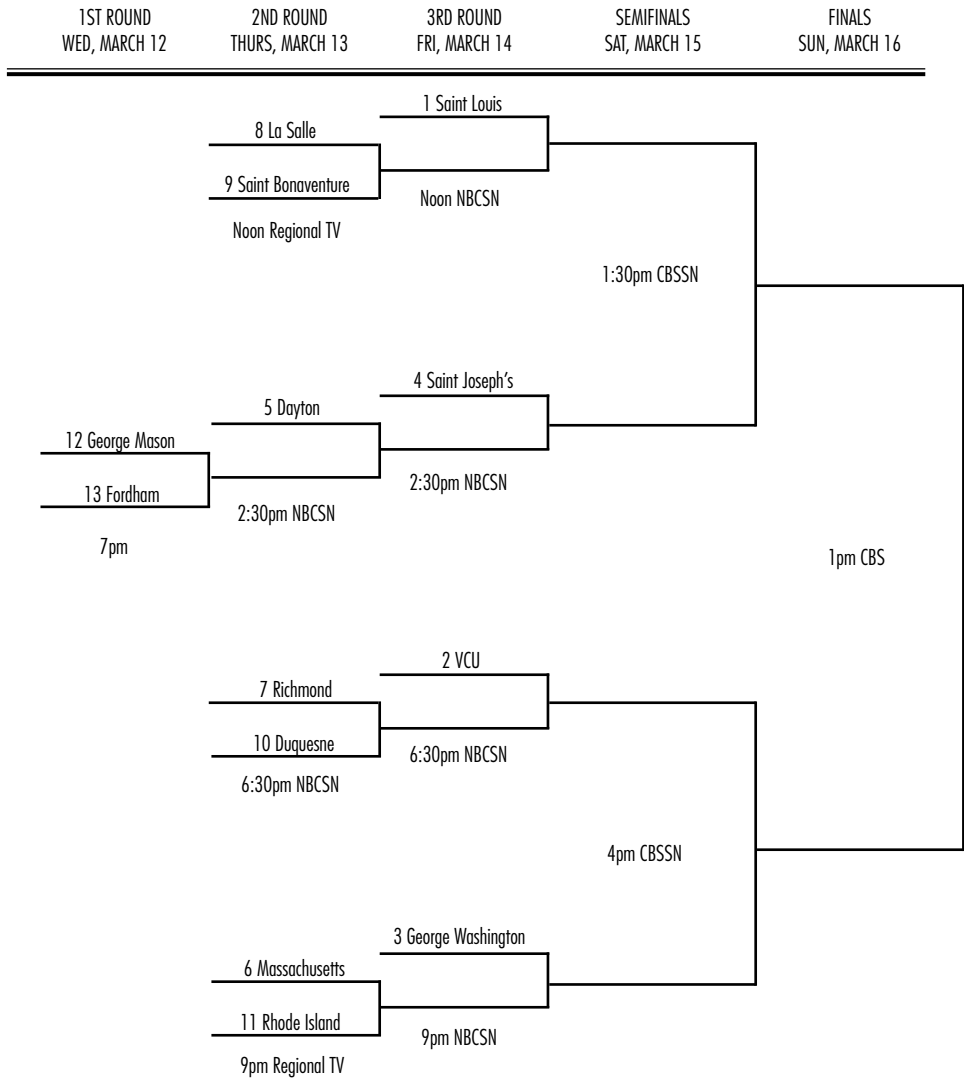 1ST ROUND
WED, MARCH 12
2ND ROUND
THURS, MARCH 13
3RD ROUND
FRI, MARCH 14
SEMIFINALS
SAT, MARCH 15
FINALS
SUN, MARCH 16
1 Saint Louis
8 La Salle
9 Saint Bonaventure
Noon NBCSN
Noon Regional TV
1:30pm CBSSN
4 Saint Joseph's
5 Dayton
12 George Mason
13 Fordham
2:30pm NBCSN
2:30pm NBCSN
7pm
1pm CBS
2 VCU
7 Richmond
10 Duquesne
6:30pm NBCSN
6:30pm NBCSN
4pm CBSSN
3 George Washington
6 Massachusetts
11 Rhode Island
9pm NBCSN
9pm Regional TV